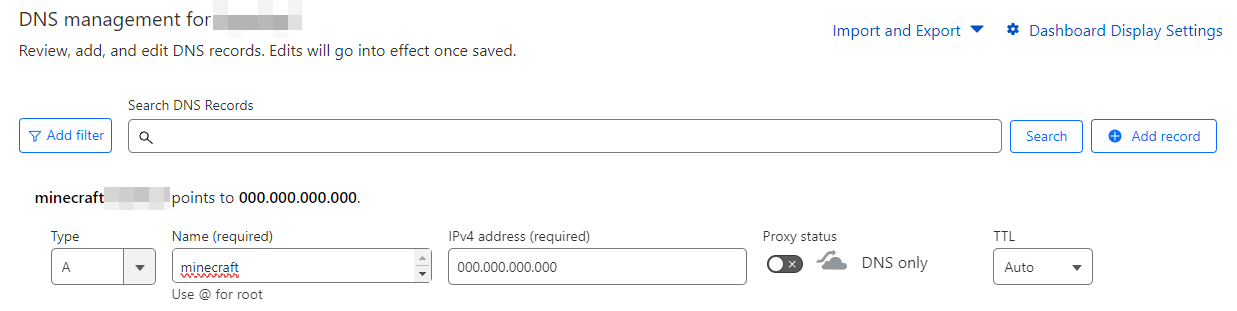 DNS management for
Import and Export
Dashboard Display Settings
Review, add, and edit DNS records. Edits will go into effect once saved.
Search DNS Records
Add filter
Search
Add record
minecraft points to 000.000.000.000.
Type
Name (required)
IPv4 address (required)
Proxy status
TTL
A
minecraft
000.000.000.000
DNS only
Auto
Use @ for root